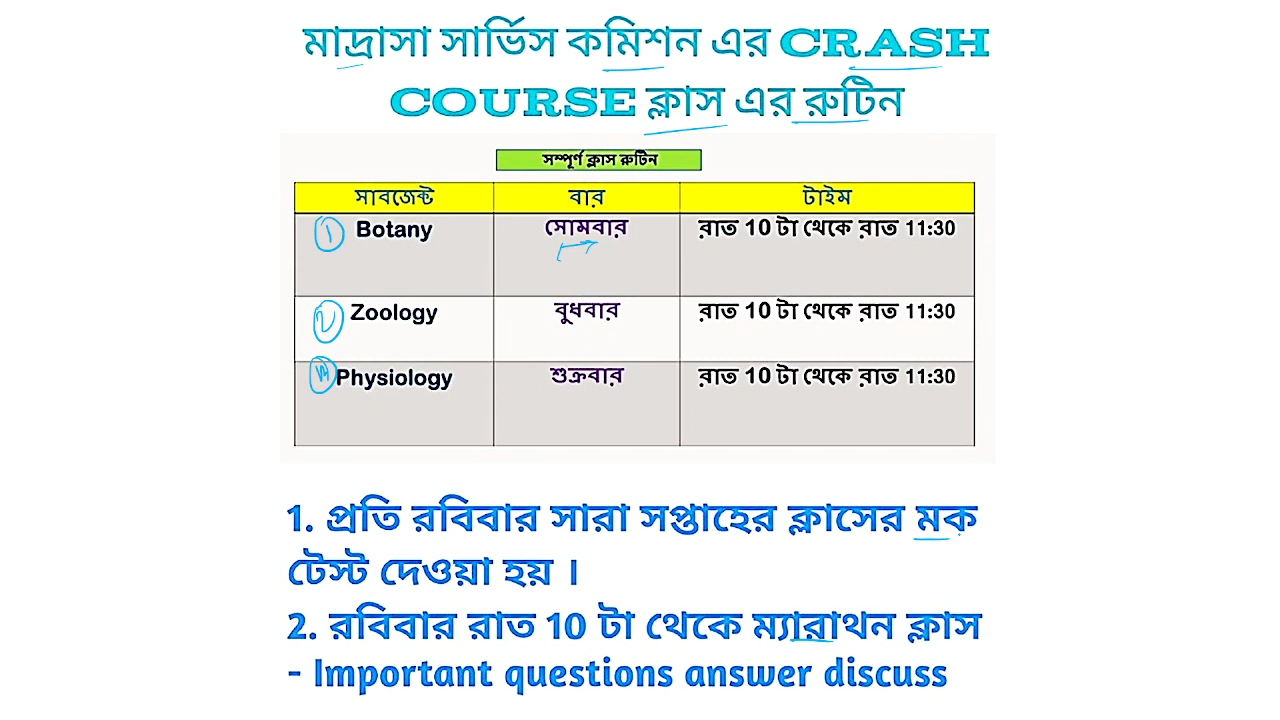 মাদ্রাসা সার্ভিস কমিশন এর CRASH
COURSE ক্লাস এর রুটিন
সম্পূর্ণ ক্লাস রুটিন
সাবজেক্ট বার টাইম
1 Botany সোমবার রাত 10 টা থেকে রাত 11:30
2 Zoology বুধবার রাত 10 টা থেকে রাত 11:30
Physiology শুক্রবার রাত 10 টা থেকে রাত 11:30
1. প্রতি রবিবার সারা সপ্তাহের ক্লাসের মক
টেস্ট দেওয়া হয় ।
2. রবিবার রাত 10 টা থেকে ম্যারাথন ক্লাস
- Important questions answer discuss